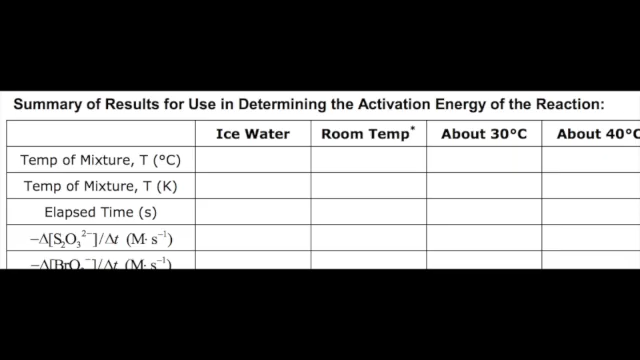 Summary of Results for Use in Determining the Activation Energy of the Reaction:
Ice Water Room Temp* About 30°C About 40°C
Temp of Mixture, T (°C)
Temp of Mixture, T (K)
Elapsed Time (s)
−Δ[S₂O₃²⁻]/Δt (M· s⁻¹)
−Δ[BrO₃⁻]/Δt (M· s⁻¹)